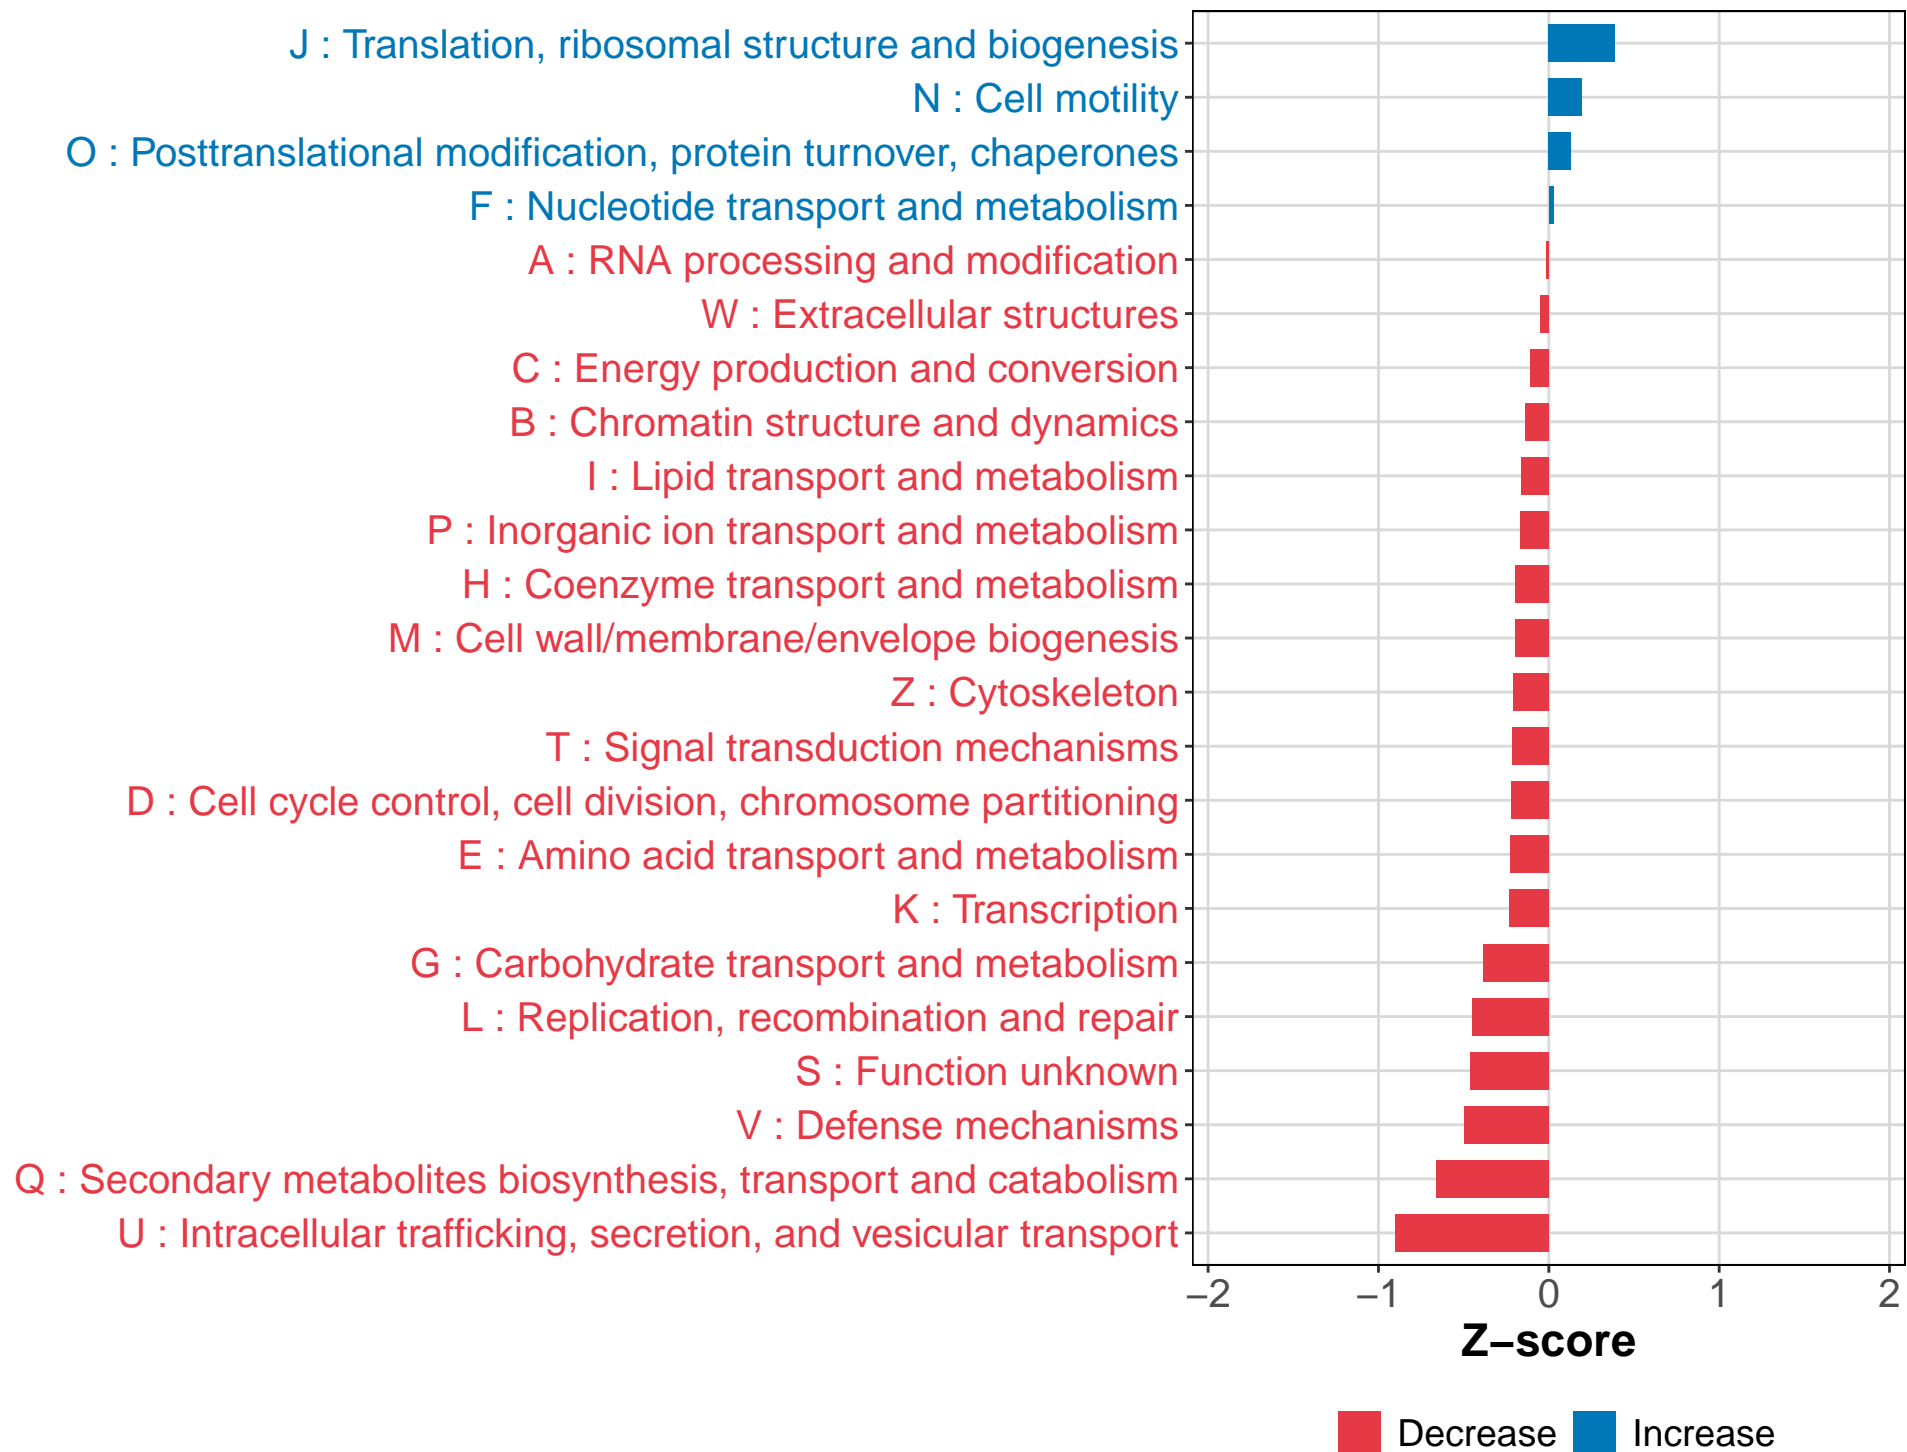 J : Translation, ribosomal structure and biogenesis
N : Cell motility
O : Posttranslational modification, protein turnover, chaperones
F : Nucleotide transport and metabolism
A : RNA processing and modification
W : Extracellular structures
C : Energy production and conversion
B : Chromatin structure and dynamics
I : Lipid transport and metabolism
P : Inorganic ion transport and metabolism
H : Coenzyme transport and metabolism
M : Cell wall/membrane/envelope biogenesis
Z : Cytoskeleton
T : Signal transduction mechanisms
D : Cell cycle control, cell division, chromosome partitioning
E : Amino acid transport and metabolism
K : Transcription
G : Carbohydrate transport and metabolism
L : Replication, recombination and repair
S : Function unknown
V : Defense mechanisms
Q : Secondary metabolites biosynthesis, transport and catabolism
U : Intracellular trafficking, secretion, and vesicular transport
−2 −1 0 1 2
Z−score
Decrease Increase